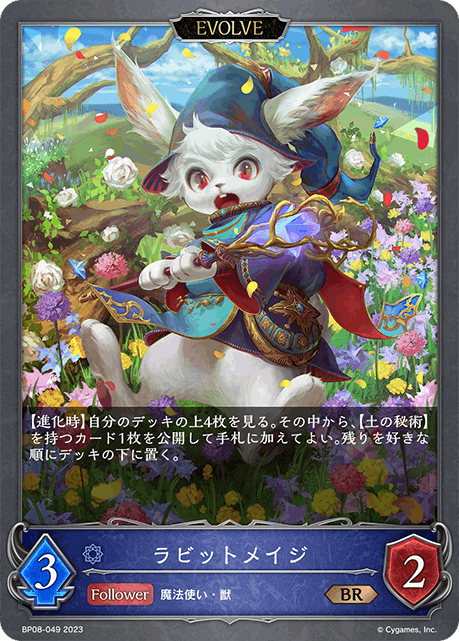 EVOLVE
【進化時】自分のデッキの上4枚を見る。その中から、【土の秘術】
を持つカード1枚を公開して手札に加えてよい。残りを好きな
順にデッキの下に置く。
ラビットメイジ
3
Follower 魔法使い・獣 BR
2
BP08-049 2023 © Cygames, Inc.